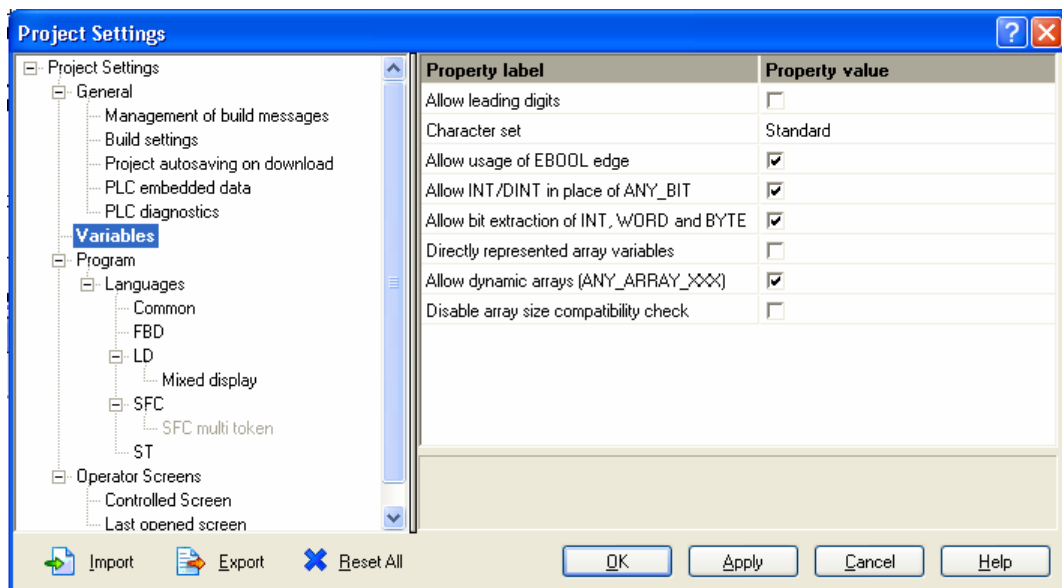 Project Settings
Project Settings
General
Management of build messages
Build settings
Project autosaving on download
PLC embedded data
PLC diagnostics
Variables
Program
Languages
Common
FBD
LD
Mixed display
SFC
SFC multi token
ST
Operator Screens
Controlled Screen
Last opened screen
Property label Property value
Allow leading digits
Character set Standard
Allow usage of EBOOL edge
Allow INT/DINT in place of ANY_BIT
Allow bit extraction of INT, WORD and BYTE
Directly represented array variables
Allow dynamic arrays (ANY_ARRAY_XXX)
Disable array size compatibility check
Import Export Reset All OK Apply Cancel Help